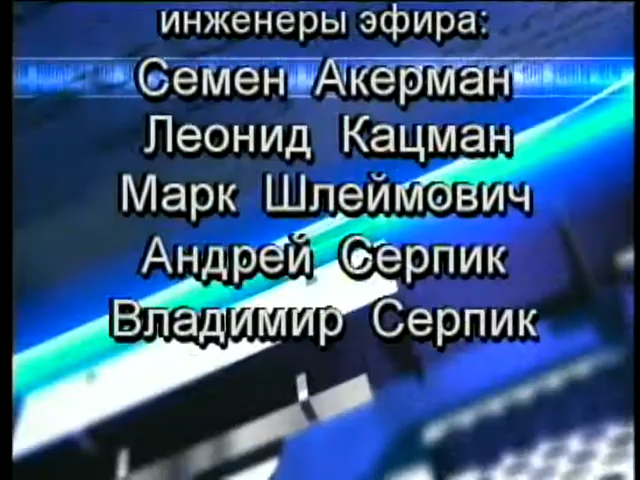 инженеры эфира:
Семен Акерман
Леонид Кацман
Марк Шлеймович
Андрей Серпик
Владимир Серпик